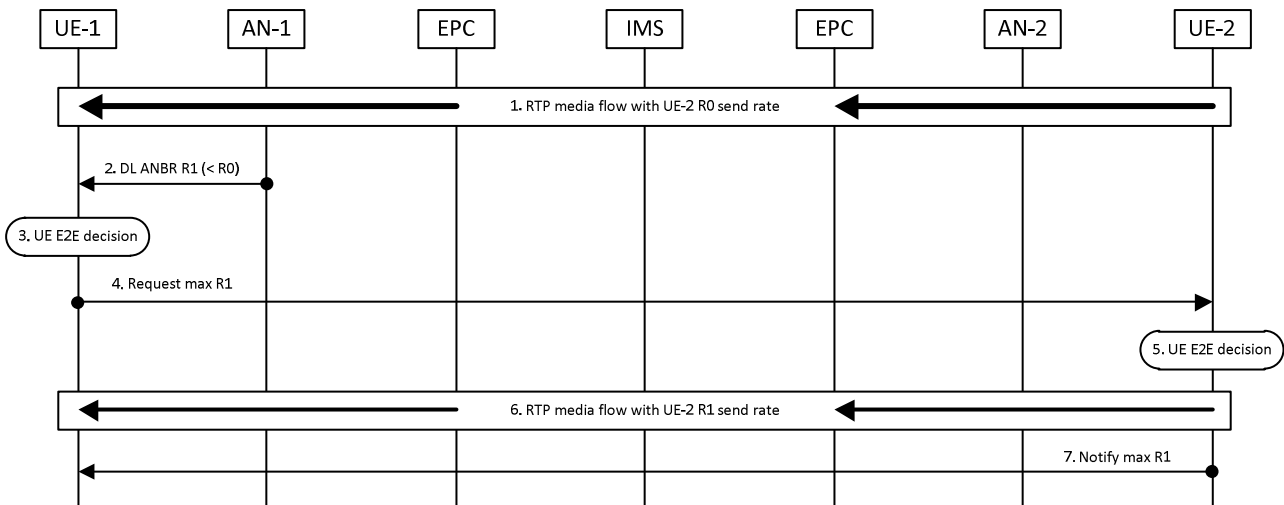 UE-1
AN-1
EPC
IMS
EPC
AN-2
UE-2
1. RTP media flow with UE-2 R0 send rate
2. DL ANBR R1 (< R0)
3. UE E2E decision
4. Request max R1
5. UE E2E decision
6. RTP media flow with UE-2 R1 send rate
7. Notify max R1